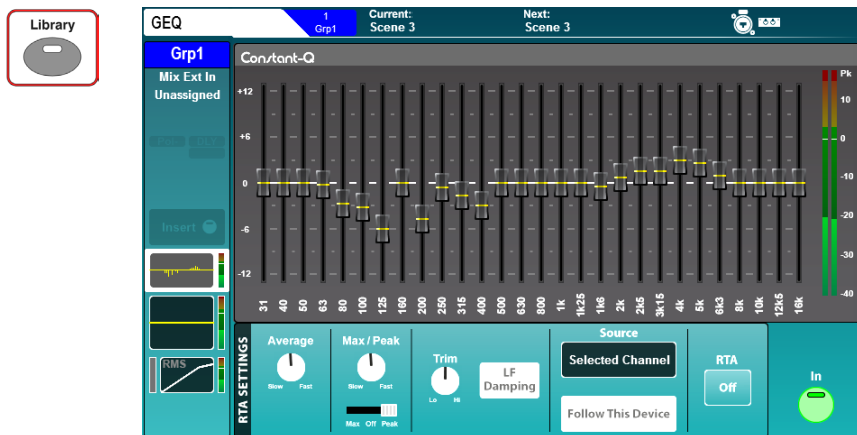 Library
GEQ
1
Grp1
Current:
Scene 3
Next:
Scene 3
Grp1
Mix Ext In
Unassigned
DLY
Insert
RMS
Constant-Q
+12
+6
0
-6
-12
31 40 50 63 80 100 125 160 200 250 315 400 500 630 800 1k 1k25 1k6 2k 2k5 3k15 4k 5k 6k3 8k 10k 12k5 16k
Pk
10
0
-10
-20
-30
-40
RTA SETTINGS
Average
Slow Fast
Max/Peak
Slow Fast
Max Off Peak
Trim
Lo Hi
LF
Damping
Source
Selected Channel
Follow This Device
RTA
Off
In